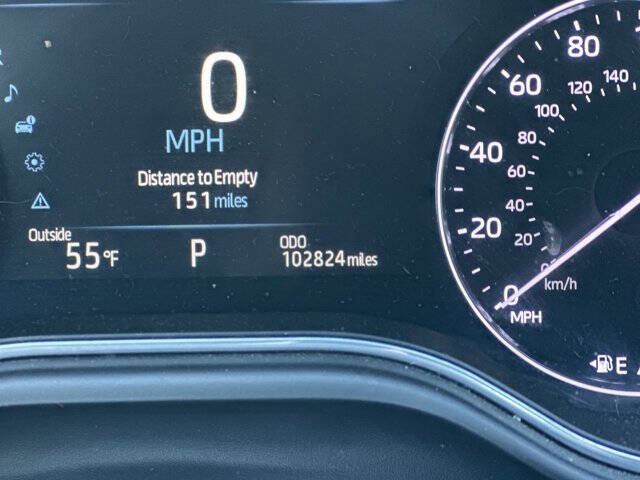 0
MPH
Distance to Empty
151 miles
Outside
55°F
P
ODO
102824 miles
80
60
40
20
0
MPH
140
120
100
80
60
40
20
km/h
E